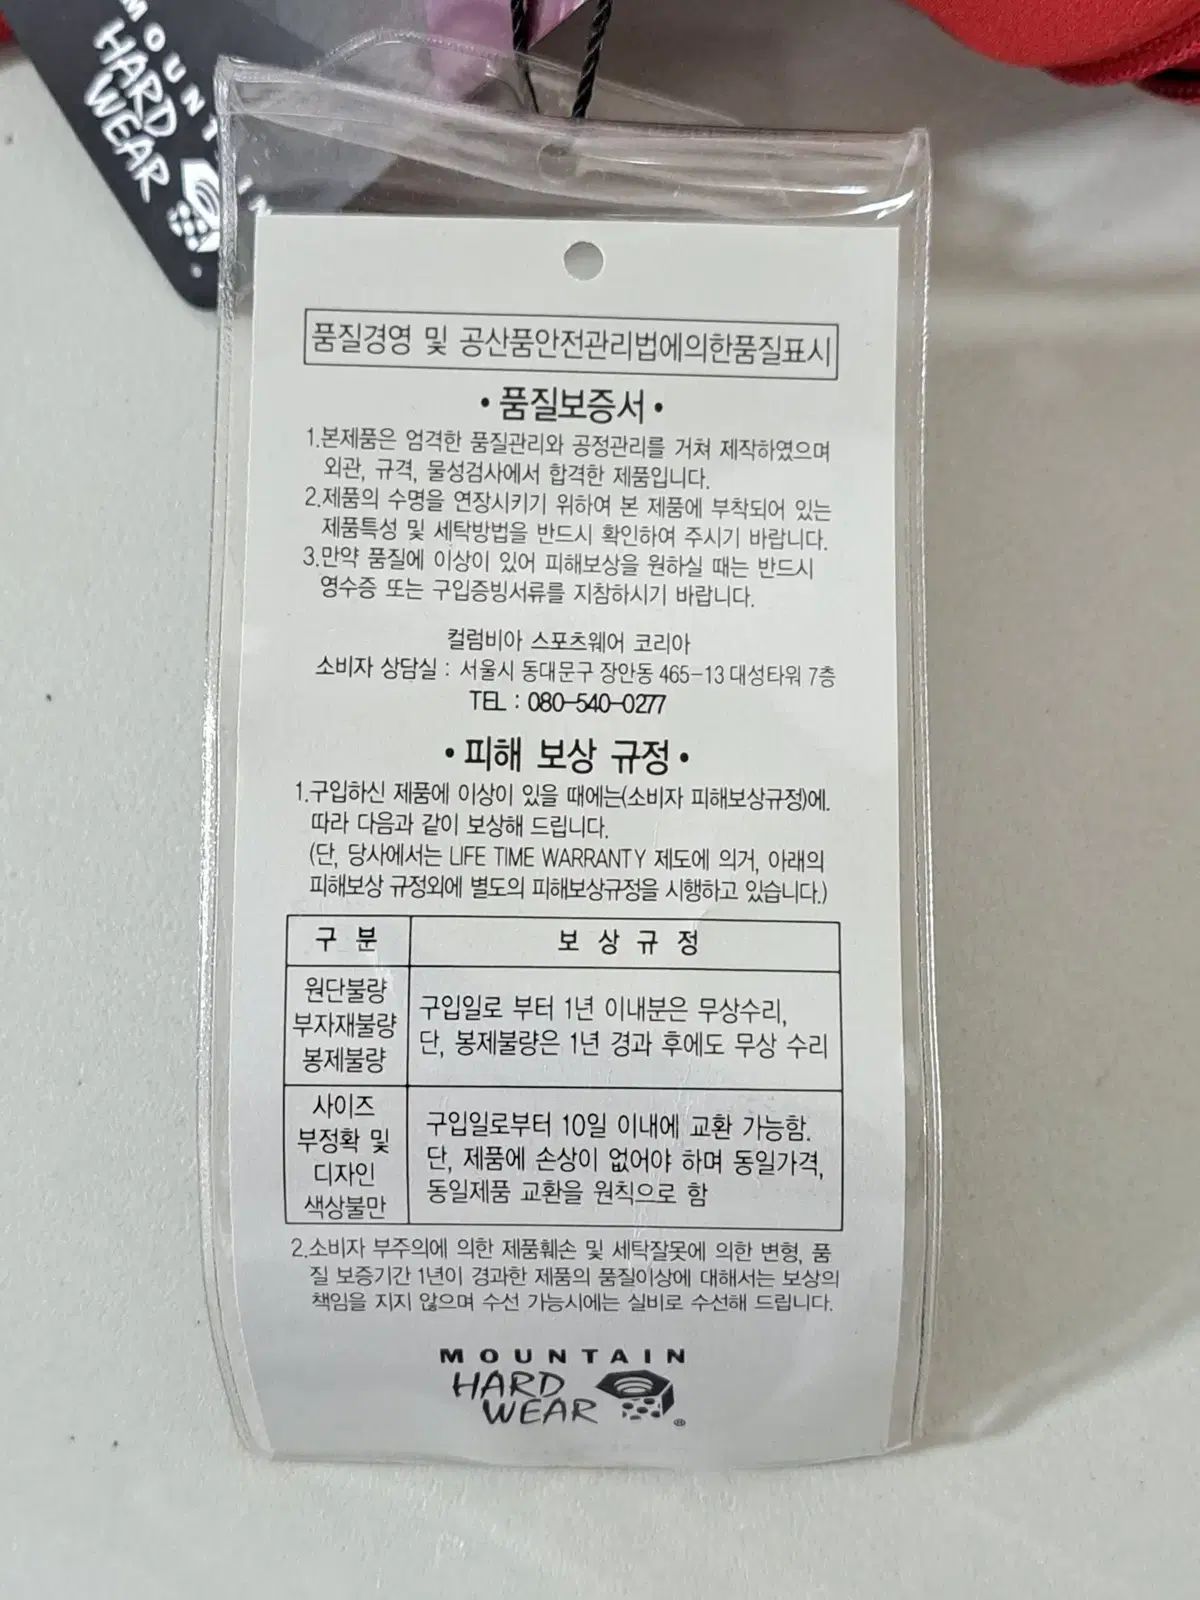 MOUNTAIN
HARD
WEAR
품질경영 및 공산품안전관리법에의한품질표시
• 품질보증서 •
1.본제품은 엄격한 품질관리와 공정관리를 거쳐 제작하였으며
외관, 규격, 물성검사에서 합격한 제품입니다.
2.제품의 수명을 연장시키기 위하여 본 제품에 부착되어 있는
제품특성 및 세탁방법을 반드시 확인하여 주시기 바랍니다.
3.만약 품질에 이상이 있어 피해보상을 원하실 때는 반드시
영수증 또는 구입증빙서류를 지참하시기 바랍니다.
컬럼비아 스포츠웨어 코리아
소비자 상담실 : 서울시 동대문구 장안동 465-13 대성타워 7층
TEL : 080-540-0277
• 피해 보상 규정 •
1.구입하신 제품에 이상이 있을 때에는(소비자 피해보상규정)에.
따라 다음과 같이 보상해 드립니다.
(단, 당사에서는 LIFE TIME WARRANTY 제도에 의거, 아래의
피해보상 규정외에 별도의 피해보상규정을 시행하고 있습니다.)
구 분
보 상 규 정
원단불량
부자재불량
봉제불량
구입일로 부터 1년 이내분은 무상수리,
단, 봉제불량은 1년 경과 후에도 무상 수리
사이즈
부정확 및
디자인
색상불만
구입일로부터 10일 이내에 교환 가능함.
단, 제품에 손상이 없어야 하며 동일가격,
동일제품 교환을 원칙으로 함
2.소비자 부주의에 의한 제품훼손 및 세탁잘못에 의한 변형, 품
질 보증기간 1년이 경과한 제품의 품질이상에 대해서는 보상의
책임을 지지 않으며 수선 가능시에는 실비로 수선해 드립니다.
MOUNTAIN
HARD
WEAR
®